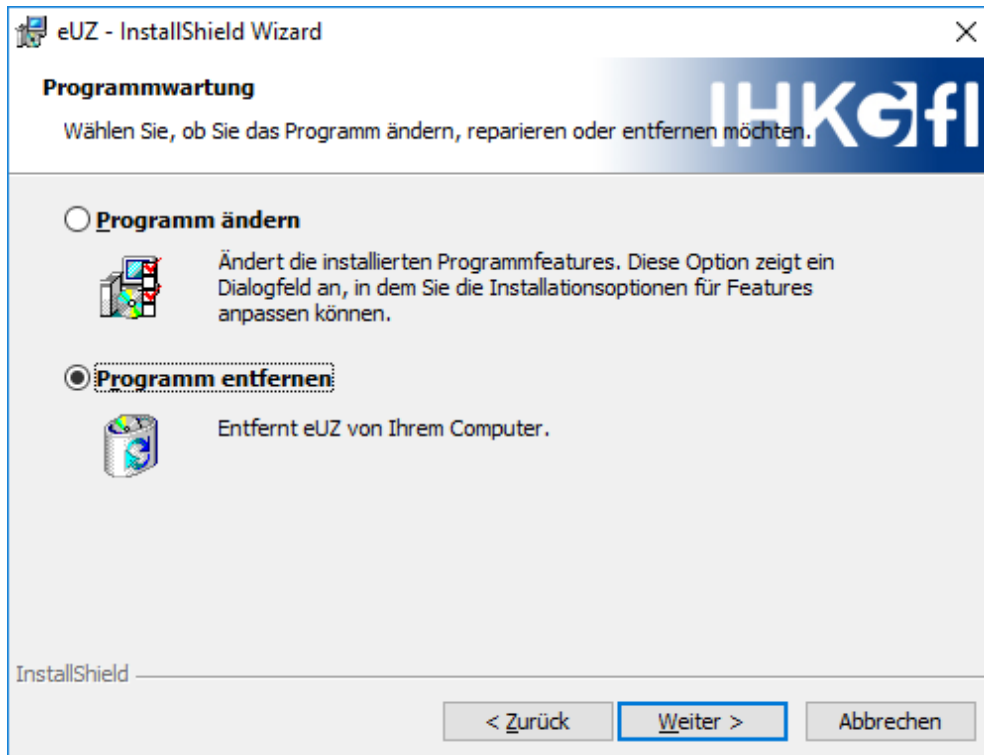 eUZ - InstallShield Wizard
Programmwartung
Wählen Sie, ob Sie das Programm ändern, reparieren oder entfernen möchten.
IHK Gfl
Programm ändern
Ändert die installierten Programmfeatures. Diese Option zeigt ein
Dialogfeld an, in dem Sie die Installationsoptionen für Features
anpassen können.
Programm entfernen
Entfernt eUZ von Ihrem Computer.
InstallShield
< Zurück
Weiter >
Abbrechen